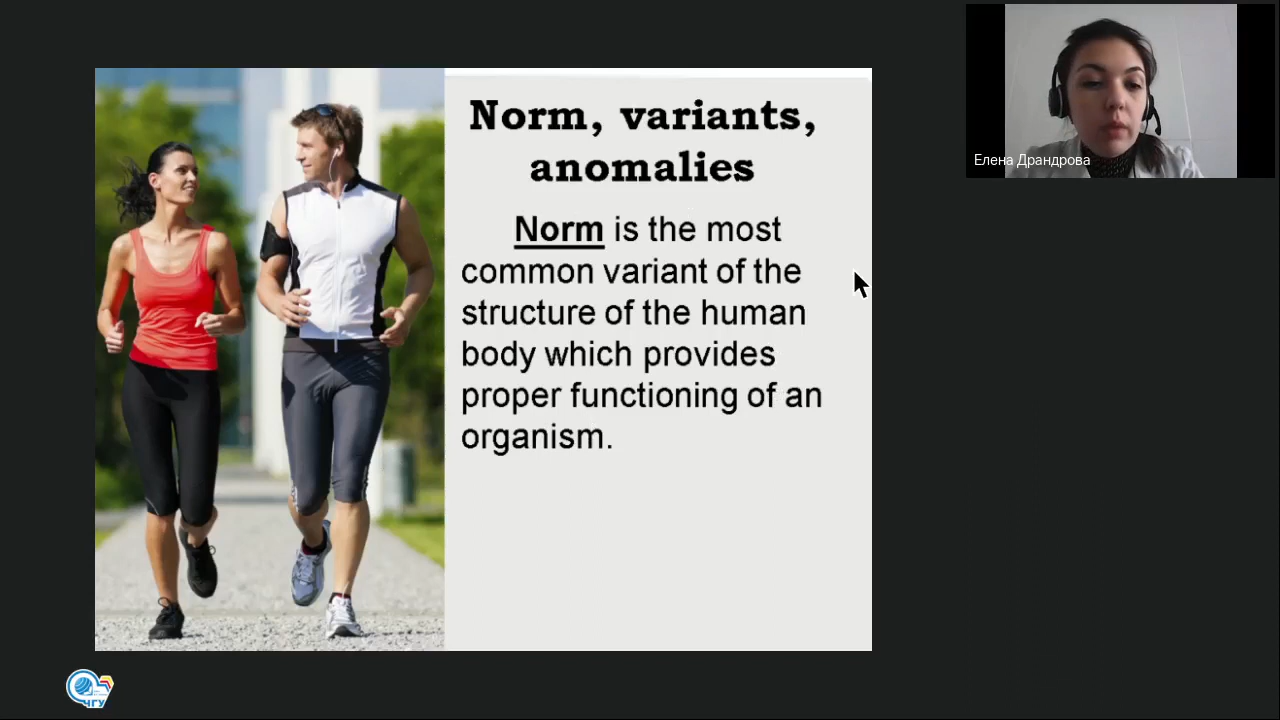 Norm, variants,
anomalies
Norm is the most
common variant of the
structure of the human
body which provides
proper functioning of an
organism.
Елена Драндрова
ЧГУ